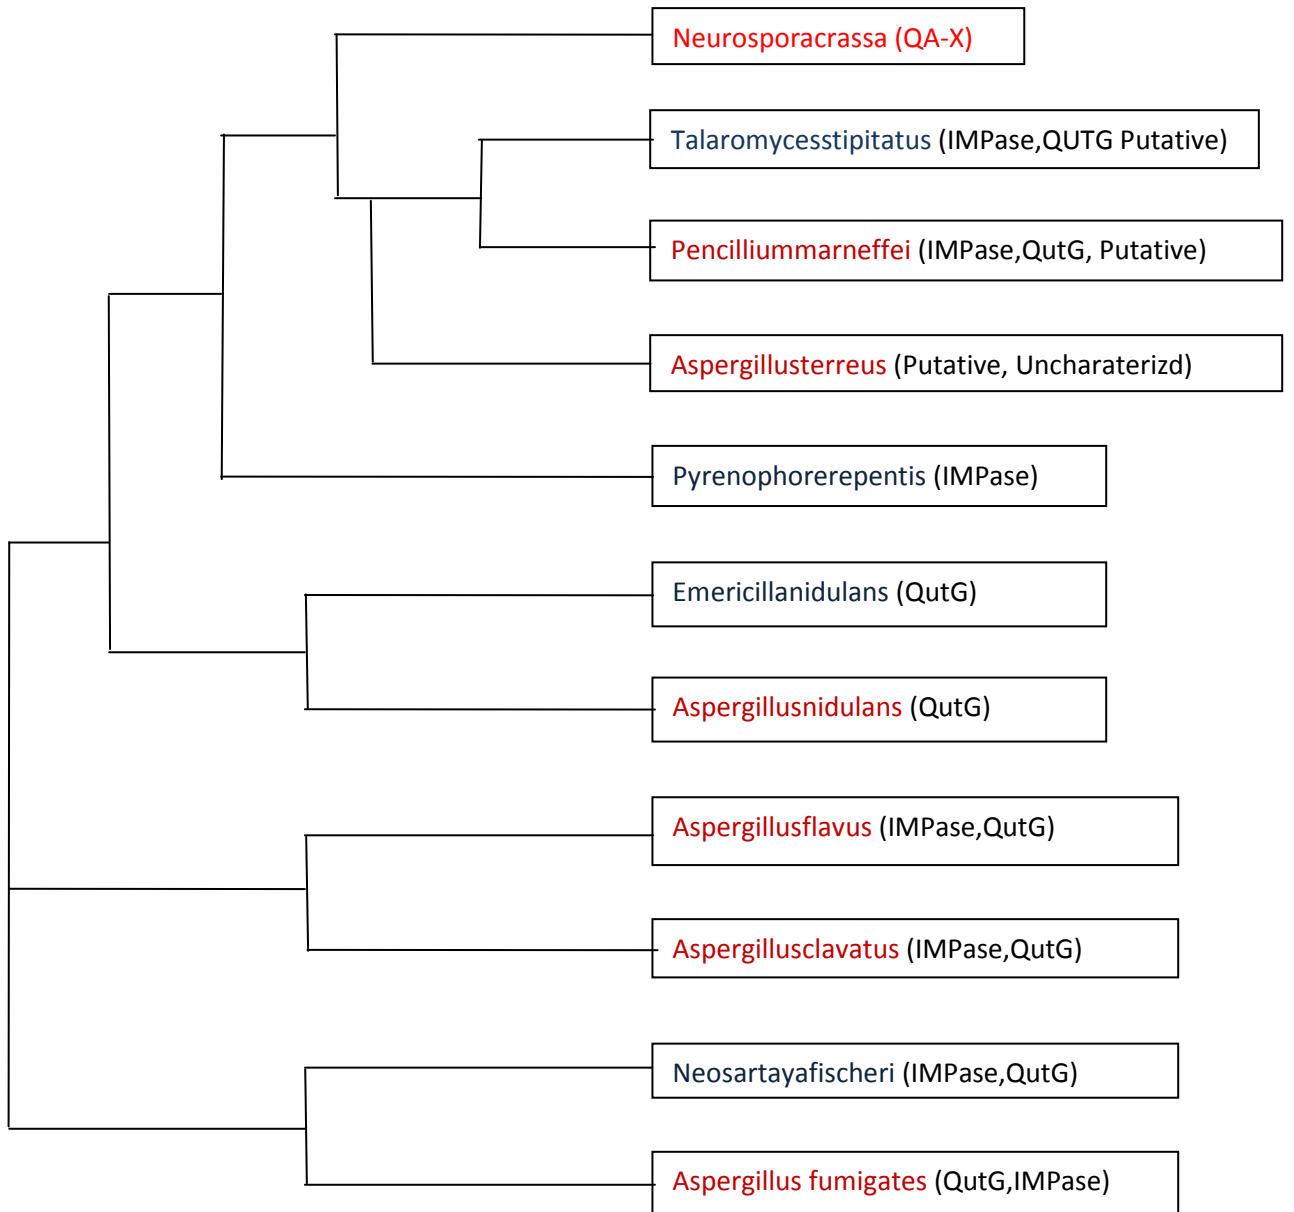 Neurosporacrassa (QA-X)
Talaromycesstipitatus (IMPase,QUTG Putative)
Pencilliummarneffei (IMPase,QutG, Putative)
Aspergillusterreus (Putative, Uncharaterizd)
Pyrenophorerepentis (IMPase)
Emericillanidulans (QutG)
Aspergillusnidulans (QutG)
Aspergillusflavus (IMPase,QutG)
Aspergillusclavatus (IMPase,QutG)
Neosartayafischeri (IMPase,QutG)
Aspergillus fumigates (QutG,IMPase)